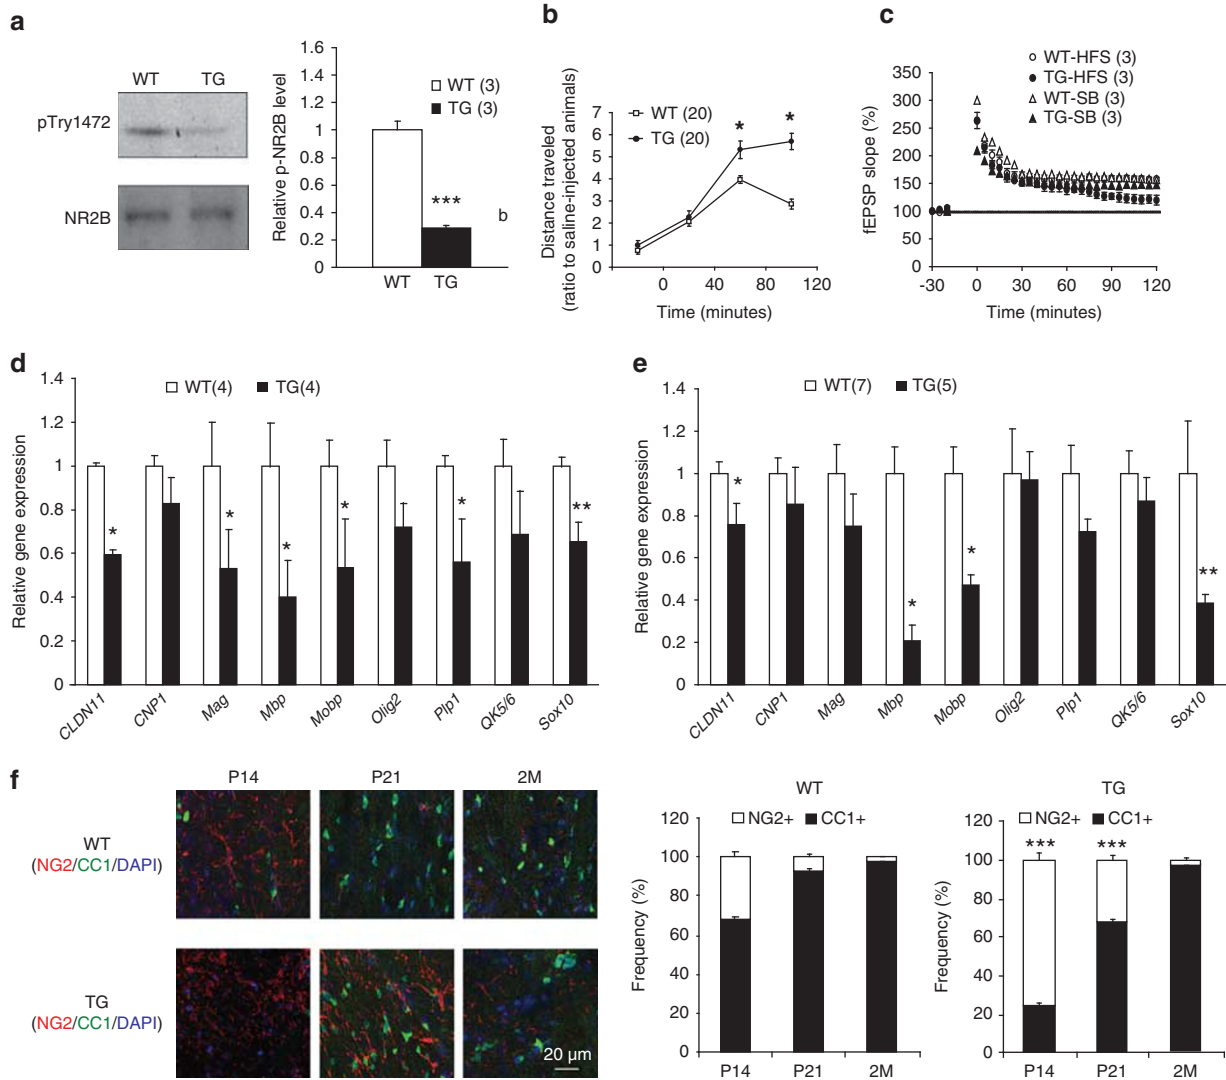 a
WT TG
pTry1472
NR2B
Relative p-NR2B level
1.6
1.4
1.2
1
0.8
0.6
0.4
0.2
0
WT (3)
TG (3)
***
b
WT TG
b
Distance traveled
(ratio to saline-injected animals)
7
6
5
4
3
2
1
0
WT (20)
TG (20)
* *
0 40 80 120
Time (minutes)
c
WT-HFS (3)
TG-HFS (3)
WT-SB (3)
TG-SB (3)
fEPSP slope (%)
350
300
250
200
150
100
50
0
-30 0 30 60 90 120
Time (minutes)
d
WT(4) TG(4)
Relative gene expression
1.4
1.2
1
0.8
0.6
0.4
0.2
0
* * * * * **
CLDN11 CNP1 Mag Mbp Mobp Olig2 Plp1 QK5/6 Sox10
e
WT(7) TG(5)
Relative gene expression
1.4
1.2
1
0.8
0.6
0.4
0.2
0
* * * **
CLDN11 CNP1 Mag Mbp Mobp Olig2 Plp1 QK5/6 Sox10
f
P14 P21 2M
WT
(NG2/CC1/DAPI)
TG
(NG2/CC1/DAPI)
20 µm
WT
NG2+ CC1+
Frequency (%)
120
100
80
60
40
20
0
P14 P21 2M
TG
NG2+ CC1+
*** ***
Frequency (%)
120
100
80
60
40
20
0
P14 P21 2M